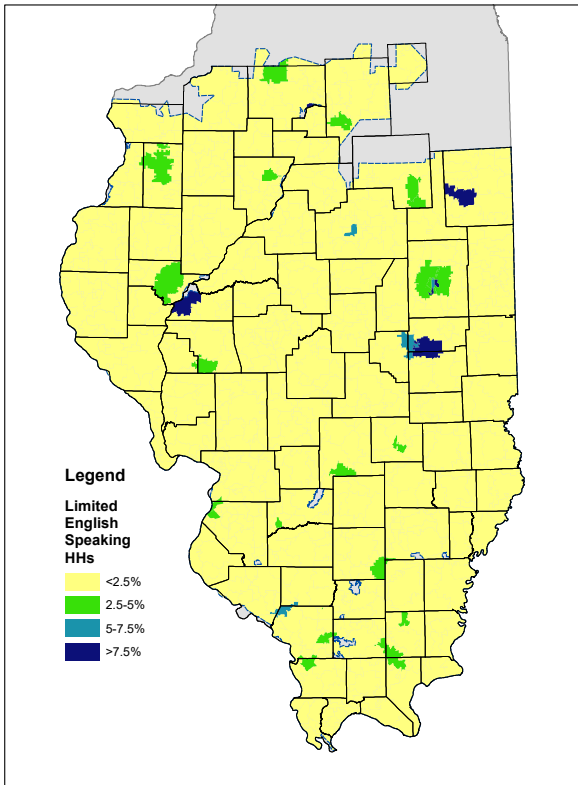 Legend
Limited
English
Speaking
HHs
<2.5%
2.5-5%
5-7.5%
>7.5%